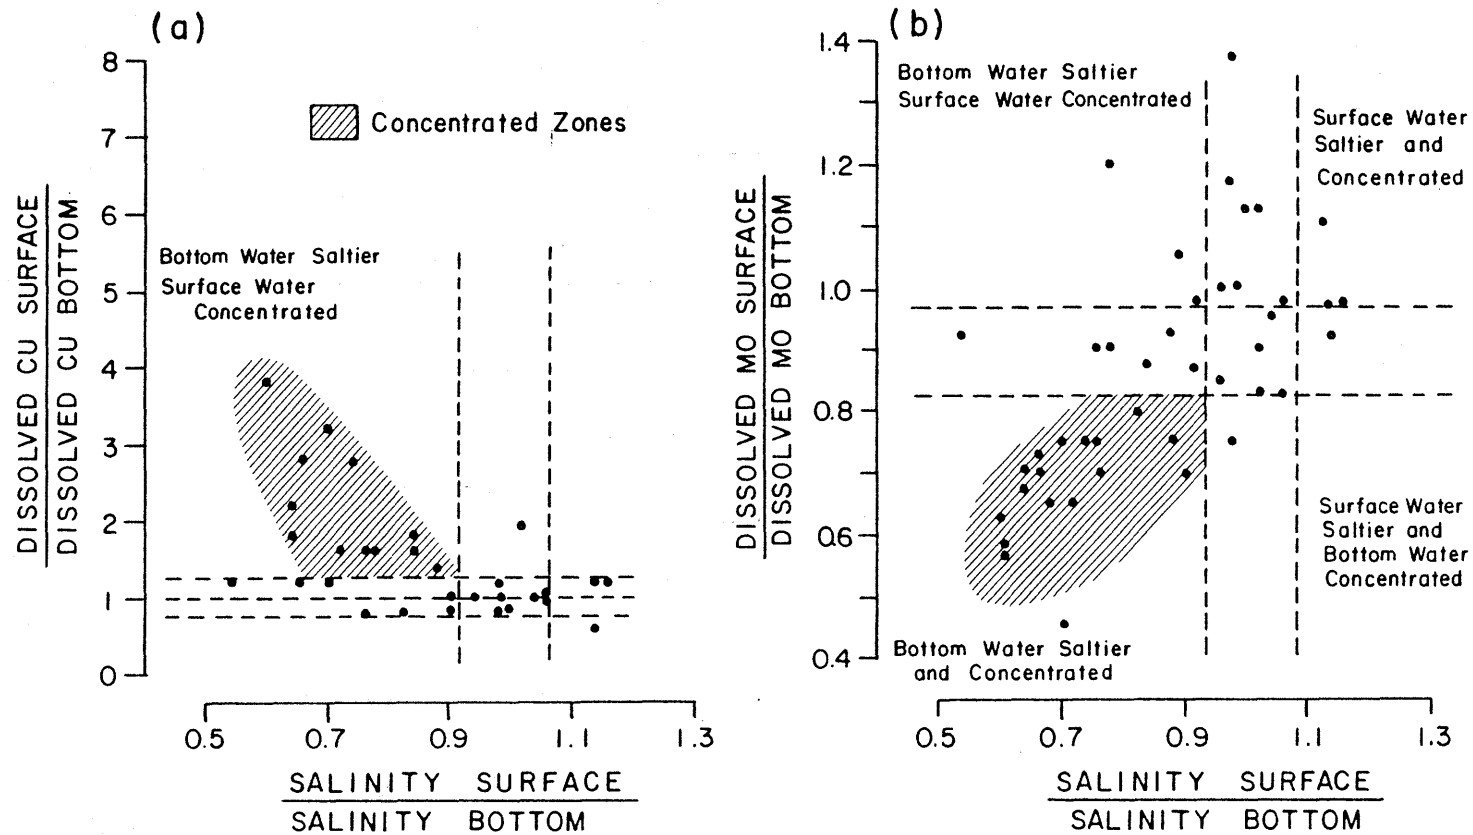 (a)
8
7
6
5
4
3
2
1
0
DISSOLVED CU SURFACE
DISSOLVED CU BOTTOM
Concentrated Zones
Bottom Water Saltier
Surface Water
Concentrated
0.5 0.7 0.9 1.1 1.3
SALINITY SURFACE
SALINITY BOTTOM
(b)
1.4
1.2
1.0
0.8
0.6
0.4
DISSOLVED MO SURFACE
DISSOLVED MO BOTTOM
Bottom Water Saltier
Surface Water Concentrated
Surface Water
Saltier and
Concentrated
Surface Water
Saltier and
Bottom Water
Concentrated
Bottom Water Saltier
and Concentrated
0.5 0.7 0.9 1.1 1.3
SALINITY SURFACE
SALINITY BOTTOM